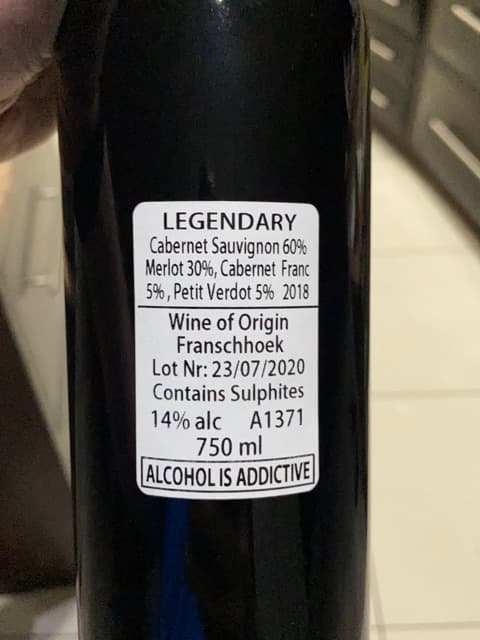 LEGENDARY
Cabernet Sauvignon 60%
Merlot 30%, Cabernet Franc
5%, Petit Verdot 5% 2018
Wine of Origin
Franschhoek
Lot Nr: 23/07/2020
Contains Sulphites
14% alc A1371
750 ml
ALCOHOL IS ADDICTIVE